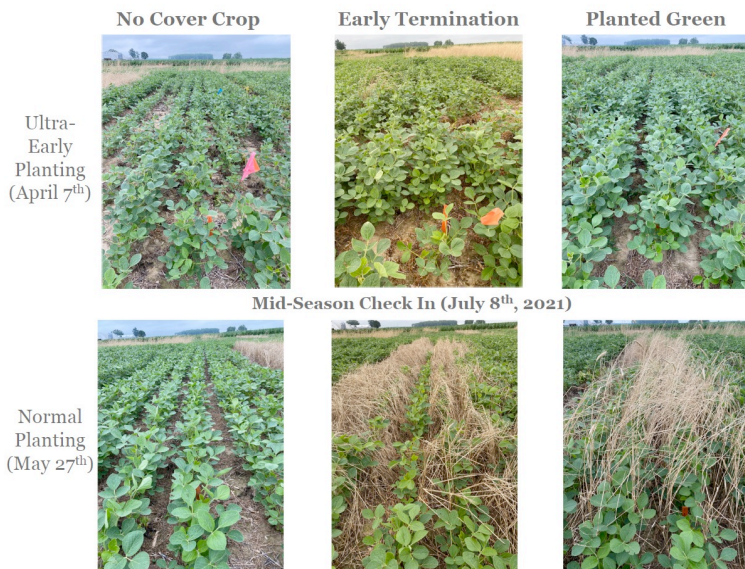 No Cover Crop
Early Termination
Planted Green
Ultra-
Early
Planting
(April 7th)
Mid-Season Check In (July 8th, 2021)
Normal
Planting
(May 27th)